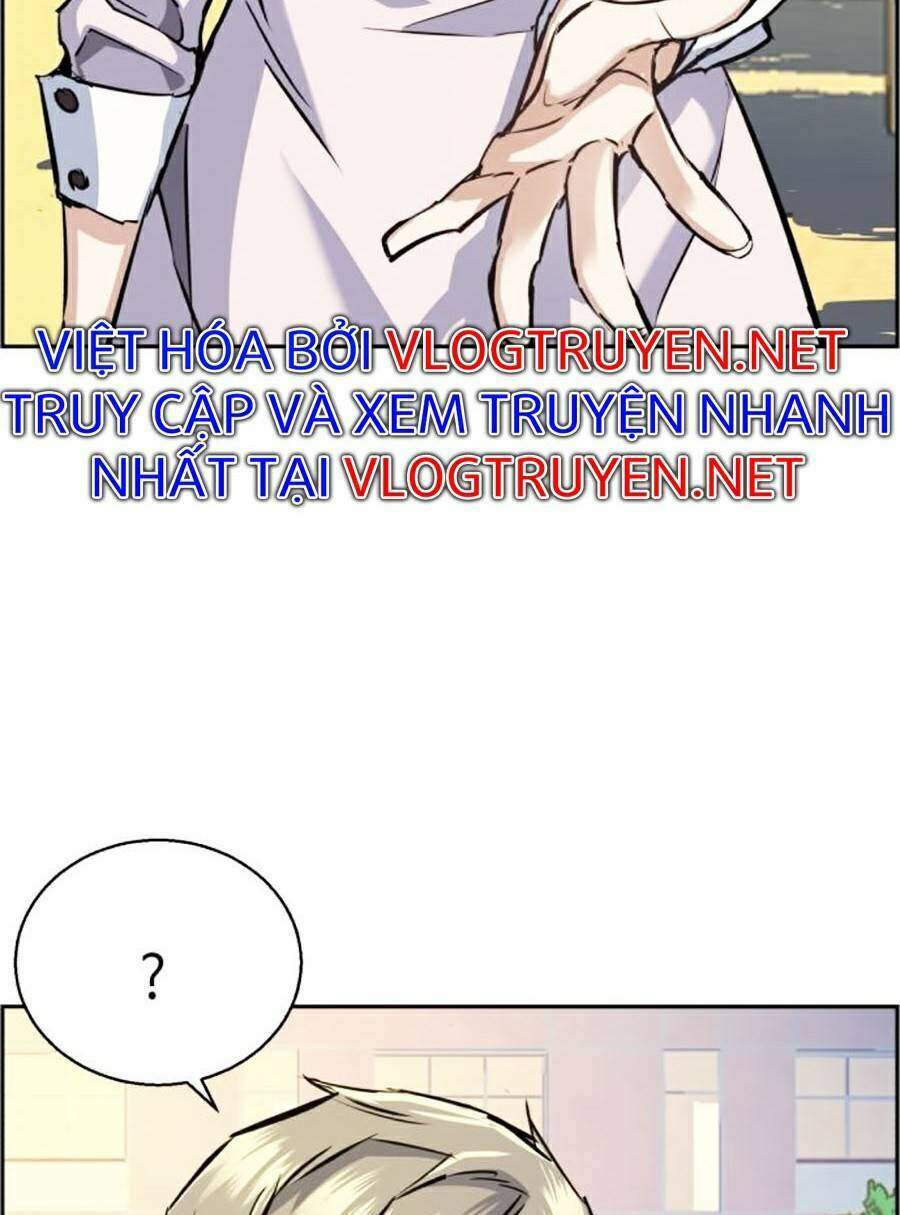 VIỆT HÓA BỞI VLOGTRUYEN.NET
TRUY CẬP VÀ XEM TRUYỆN NHANH
NHẤT TẠI VLOGTRUYEN.NET
?